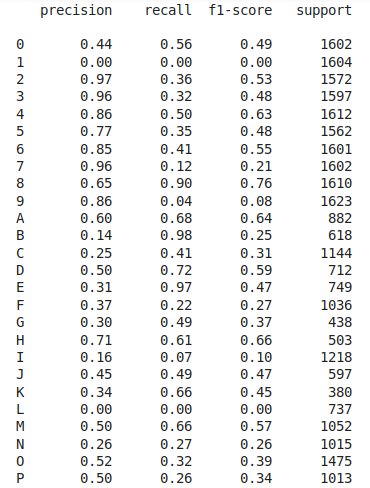 precision recall f1-score support
0 0.44 0.56 0.49 1602
1 0.00 0.00 0.00 1604
2 0.97 0.36 0.53 1572
3 0.96 0.32 0.48 1597
4 0.86 0.50 0.63 1612
5 0.77 0.35 0.48 1562
6 0.85 0.41 0.55 1601
7 0.96 0.12 0.21 1602
8 0.65 0.90 0.76 1610
9 0.86 0.04 0.08 1623
A 0.60 0.68 0.64 882
B 0.14 0.98 0.25 618
C 0.25 0.41 0.31 1144
D 0.50 0.72 0.59 712
E 0.31 0.97 0.47 749
F 0.37 0.22 0.27 1036
G 0.30 0.49 0.37 438
H 0.71 0.61 0.66 503
I 0.16 0.07 0.10 1218
J 0.45 0.49 0.47 597
K 0.34 0.66 0.45 380
L 0.00 0.00 0.00 737
M 0.50 0.66 0.57 1052
N 0.26 0.27 0.26 1015
O 0.52 0.32 0.39 1475
P 0.50 0.26 0.34 1013